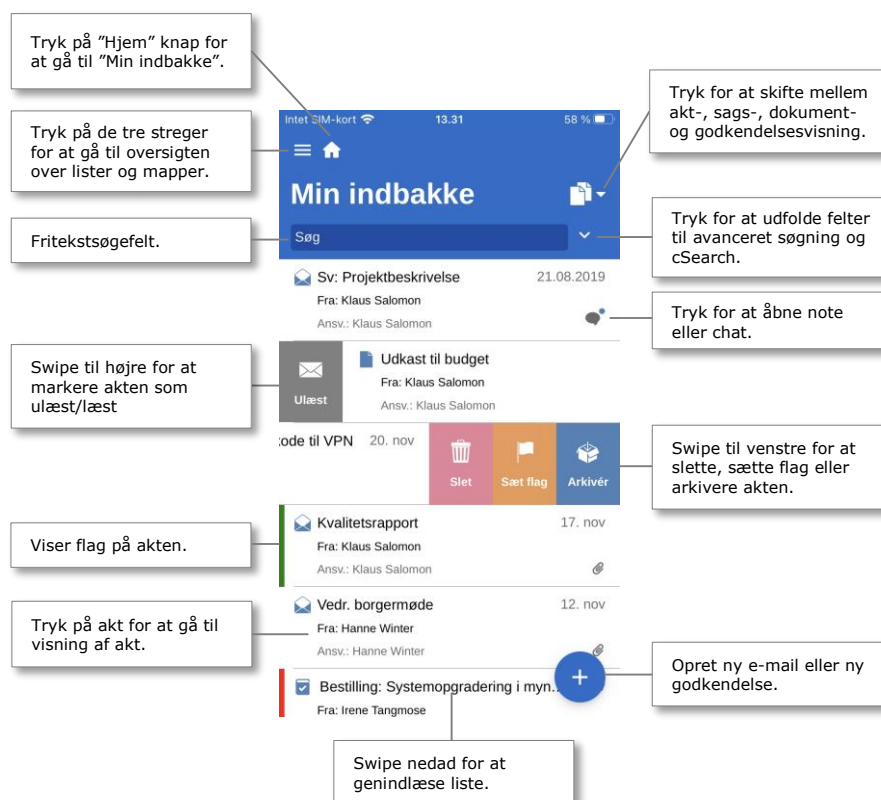 Tryk på ”Hjem” knap for
at gå til ”Min indbakke”.
Tryk på de tre streger
for at gå til oversigten
over lister og mapper.
Fritekstsøgefelt.
Swipe til højre for at
markere akten som
ulæst/læst
Viser flag på akten.
Tryk på akt for at gå til
visning af akt.
Intet SIM-kort 13.31 58 %
Min indbakke
Søg
Sv: Projektbeskrivelse 21.08.2019
Fra: Klaus Salomon
Ansv.: Klaus Salomon
Ulæst
Udkast til budget
Fra: Klaus Salomon
Ansv.: Klaus Salomon
ode til VPN 20. nov
Slet Sæt flag Arkivér
Kvalitetsrapport 17. nov
Fra: Klaus Salomon
Ansv.: Klaus Salomon
Vedr. borgermøde 12. nov
Fra: Hanne Winter
Ansv.: Hanne Winter
Bestilling: Systemopgradering i myn...
+
Fra: Irene Tangmose
Tryk for at skifte mellem
akt-, sags-, dokument-
og godkendelsesvisning.
Tryk for at udfolde felter
til avanceret søgning og
cSearch.
Tryk for at åbne note
eller chat.
Swipe til venstre for at
slette, sætte flag eller
arkivere akten.
Opret ny e-mail eller ny
godkendelse.
Swipe nedad for at
genindlæse liste.